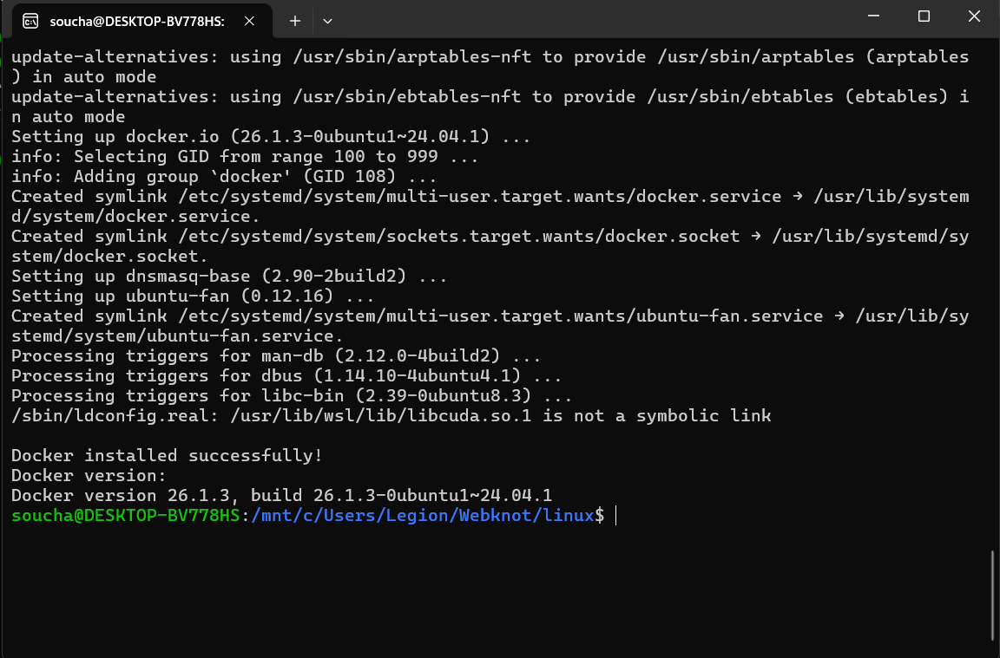 soucha@DESKTOP-BV778HS:
update-alternatives: using /usr/sbin/arptables-nft to provide /usr/sbin/arptables (arptables
) in auto mode
update-alternatives: using /usr/sbin/ebtables-nft to provide /usr/sbin/ebtables (ebtables) i
n auto mode
Setting up docker.io (26.1.3-0ubuntu1~24.04.1) ...
info: Selecting GID from range 100 to 999 ...
info: Adding group `docker' (GID 108) ...
Created symlink /etc/systemd/system/multi-user.target.wants/docker.service → /usr/lib/system
d/system/docker.service.
Created symlink /etc/systemd/system/sockets.target.wants/docker.socket → /usr/lib/systemd/sy
stem/docker.socket.
Setting up dnsmasq-base (2.90-2build2) ...
Setting up ubuntu-fan (0.12.16) ...
Created symlink /etc/systemd/system/multi-user.target.wants/ubuntu-fan.service → /usr/lib/sy
stemd/system/ubuntu-fan.service.
Processing triggers for man-db (2.12.0-4build2) ...
Processing triggers for dbus (1.14.10-4ubuntu4.1) ...
Processing triggers for libc-bin (2.39-0ubuntu8.3) ...
/sbin/ldconfig.real: /usr/lib/wsl/lib/libcuda.so.1 is not a symbolic link

Docker installed successfully!
Docker version:
Docker version 26.1.3, build 26.1.3-0ubuntu1~24.04.1
soucha@DESKTOP-BV778HS:/mnt/c/Users/Legion/Webknot/linux$